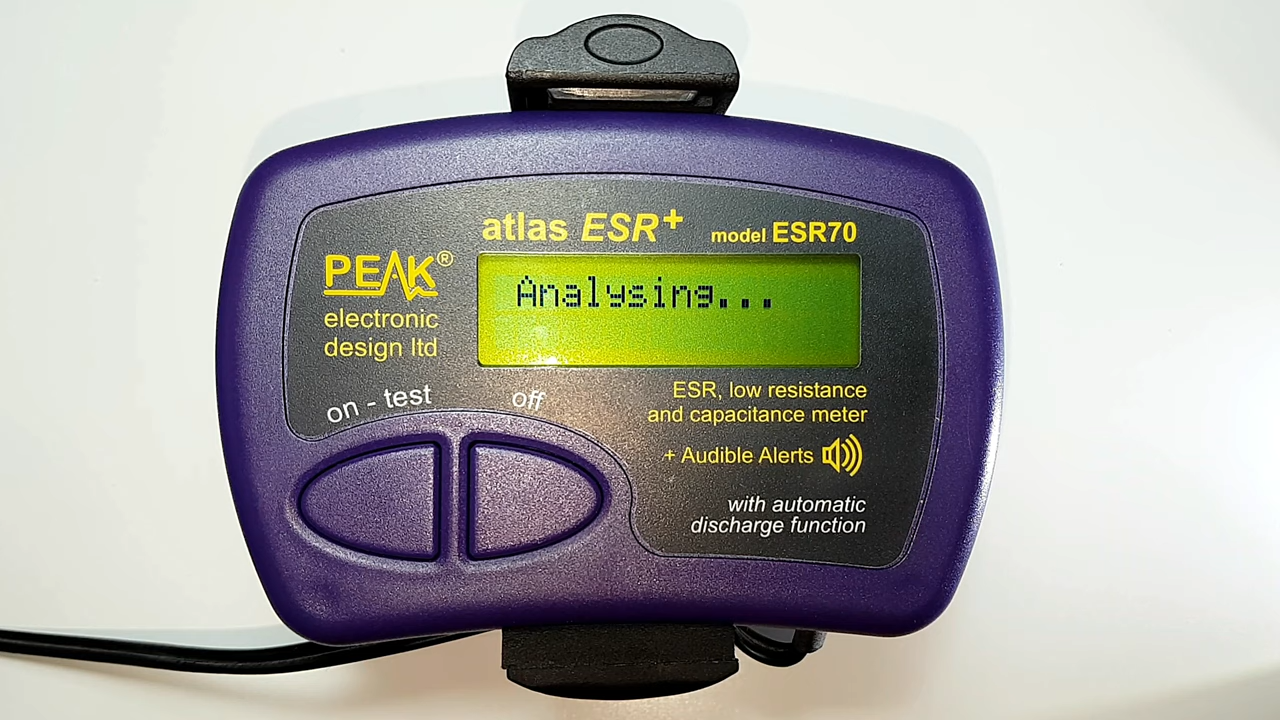 atlas ESR+ model ESR70
PEAK®
electronic
design ltd
Analysing...
on - test
off
ESR, low resistance
and capacitance meter
+ Audible Alerts
with automatic
discharge function